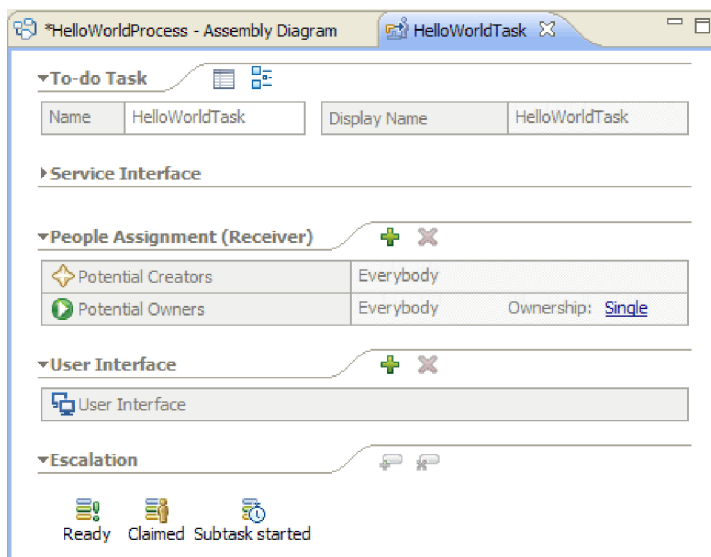 *HelloWorldProcess - Assembly Diagram HelloWorldTask
To-do Task
Name HelloWorldTask Display Name HelloWorldTask
Service Interface
People Assignment (Receiver)
Potential Creators Everybody
Potential Owners Everybody Ownership: Single
User Interface
User Interface
Escalation
Ready Claimed Subtask started